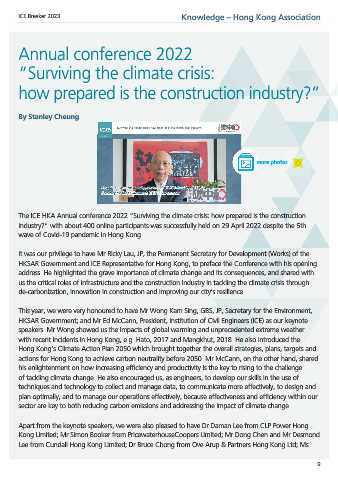 ICE Breaker 2023
Knowledge – Hong Kong Association
Annual conference 2022
"Surviving the climate crisis:
how prepared is the construction industry?"
By Stanley Cheung
more photos
The ICE HKA Annual conference 2022 "Surviving the climate crisis: how prepared is the construction
industry?" with about 400 online participants was successfully held on 29 April 2022 despite the 5th
wave of Covid-19 pandemic in Hong Kong
It was our privilege to have Mr Ricky Lau, JP, the Permanent Secretary for Development (Works) of the
HKSAR Government and ICE Representative for Hong Kong, to preface the Conference with his opening
address He highlighted the grave importance of climate change and its consequences, and shared with
us the critical roles of infrastructure and the construction industry in tackling the climate crisis through
de-carbonization, innovation in construction and improving our city's resilience
This year, we were very honoured to have Mr Wong Kam Sing, GBS, JP, Secretary for the Environment,
HKSAR Government; and Mr Ed McCann, President, Institution of Civil Engineers (ICE) as our keynote
speakers Mr Wong showed us the impacts of global warming and unprecedented extreme weather
with recent incidents in Hong Kong, e g Hato, 2017 and Mangkhut, 2018 He also introduced the
Hong Kong's Climate Action Plan 2050 which brought together the overall strategies, plans, targets and
actions for Hong Kong to achieve carbon neutrality before 2050 Mr McCann, on the other hand, shared
his enlightenment on how increasing efficiency and productivity is the key to rising to the challenge
of tackling climate change He also encouraged us, as engineers, to develop our skills in the use of
techniques and technology to collect and manage data, to communicate more effectively, to design and
plan optimally, and to manage our operations effectively, because effectiveness and efficiency within our
sector are key to both reducing carbon emissions and addressing the impact of climate change
Apart from the keynote speakers, we were also pleased to have Dr Daman Lee from CLP Power Hong
Kong Limited; Mr Simon Booker from PricewaterhouseCoopers Limited; Mr Dong Chen and Mr Desmond
Lee from Cundall Hong Kong Limited; Dr Bruce Chong from Ove Arup & Partners Hong Kong Ltd; Ms
9